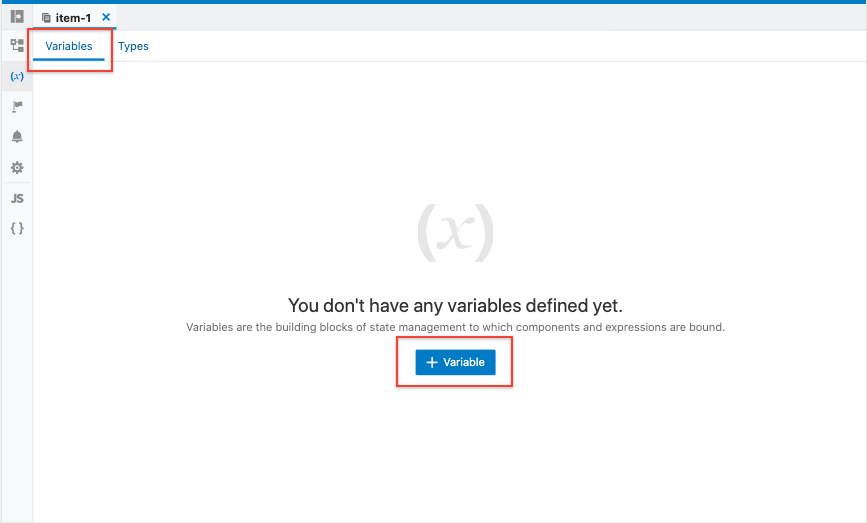 item-1
Variables
Types
(x)
JS
{ }
(x)
You don't have any variables defined yet.
Variables are the building blocks of state management to which components and expressions are bound.
+ Variable